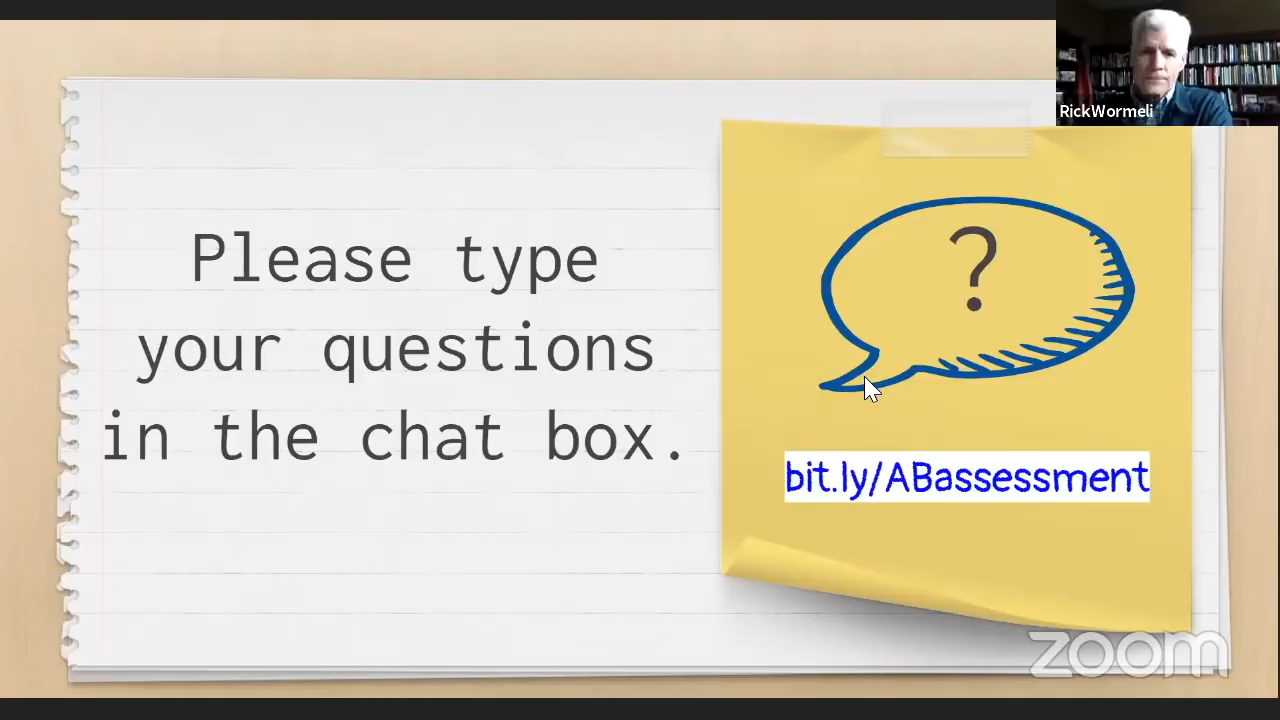 RickWormeli
Please type
your questions
in the chat box.
?
bit.ly/ABassessment
zoom